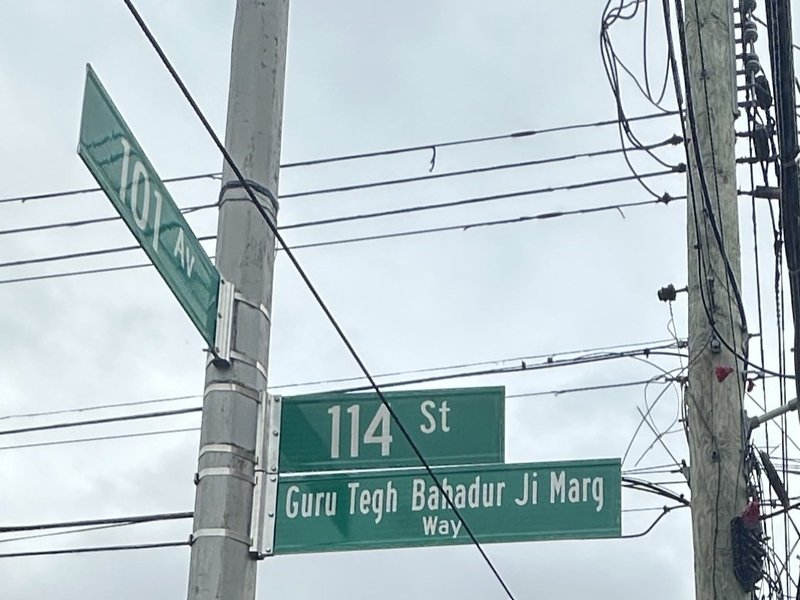 101 AV
114 St
Guru Tegh Bahadur Ji Marg
Way